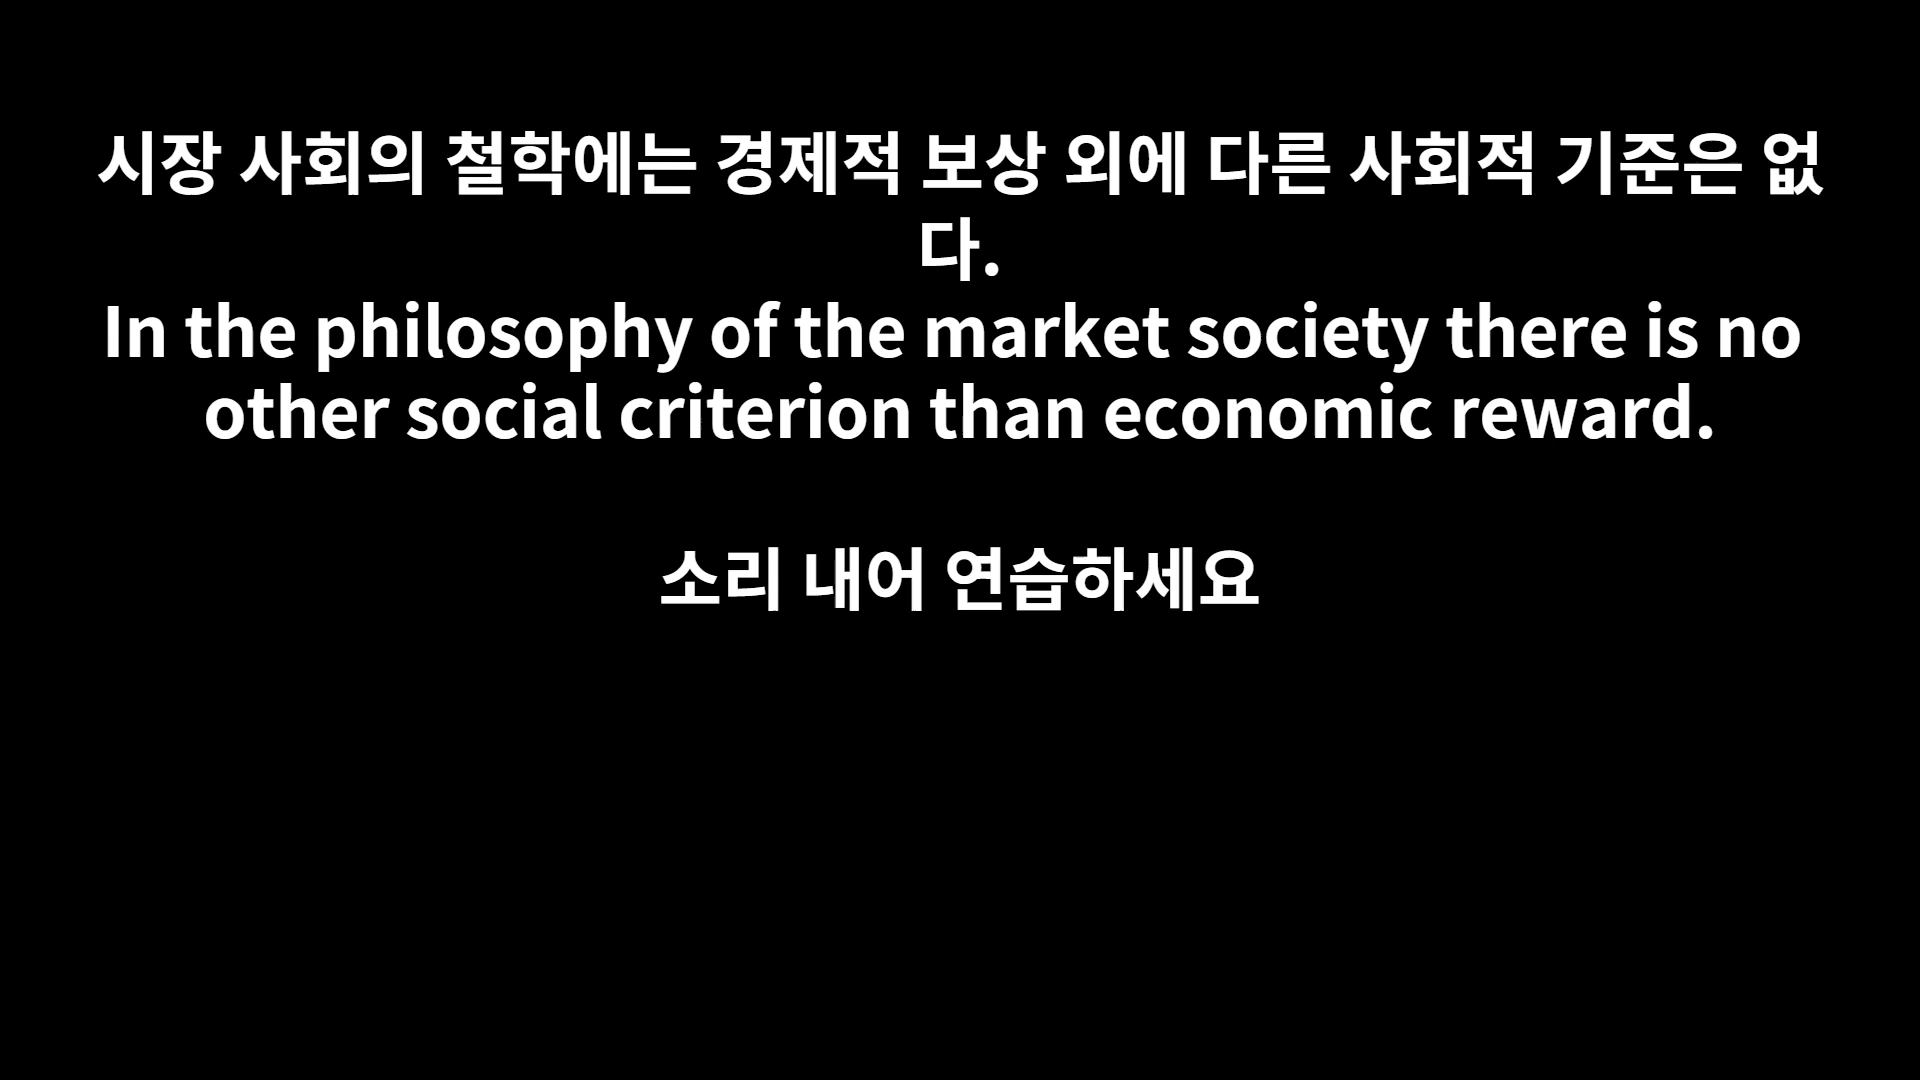 시장 사회의 철학에는 경제적 보상 외에 다른 사회적 기준은 없
다.
In the philosophy of the market society there is no
other social criterion than economic reward.
소리 내어 연습하세요